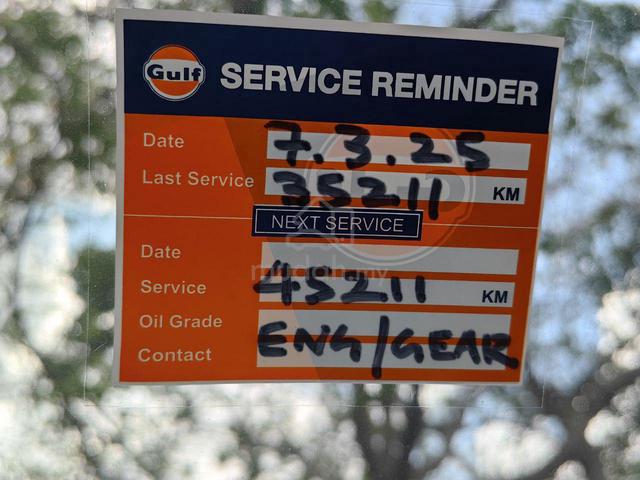 Gulf SERVICE REMINDER
Date 7.3.25
Last Service 35211 KM
NEXT SERVICE
Date
Service 45211 KM
Oil Grade
Contact ENG/GEAR